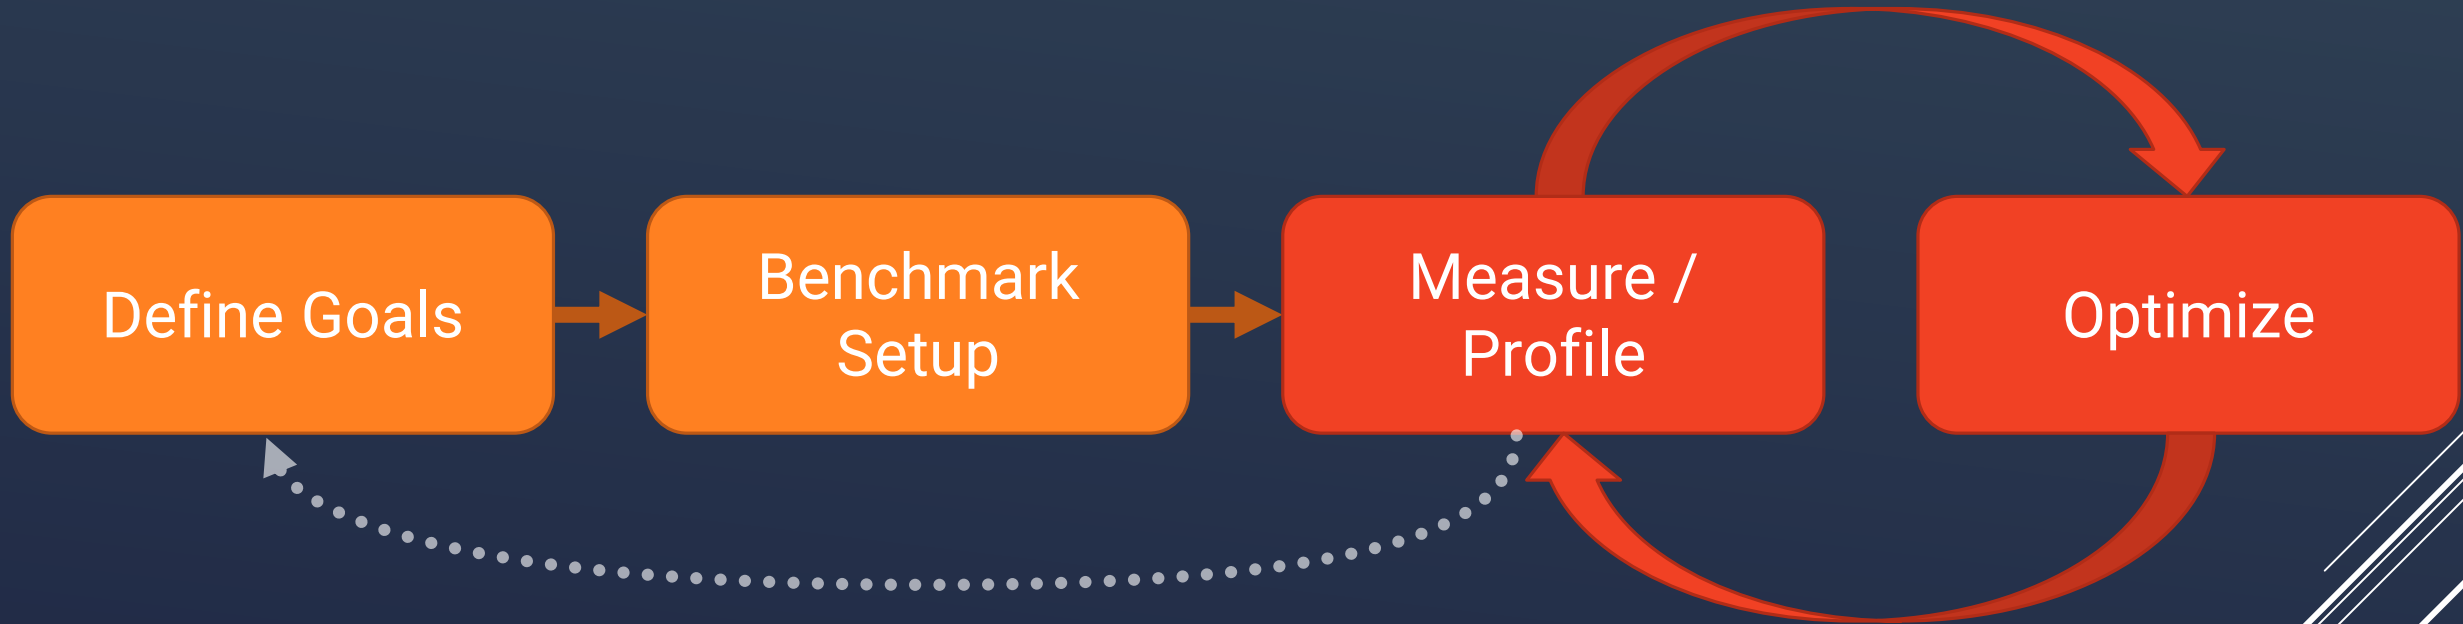 Define Goals
Benchmark
Setup
Measure /
Profile
Optimize